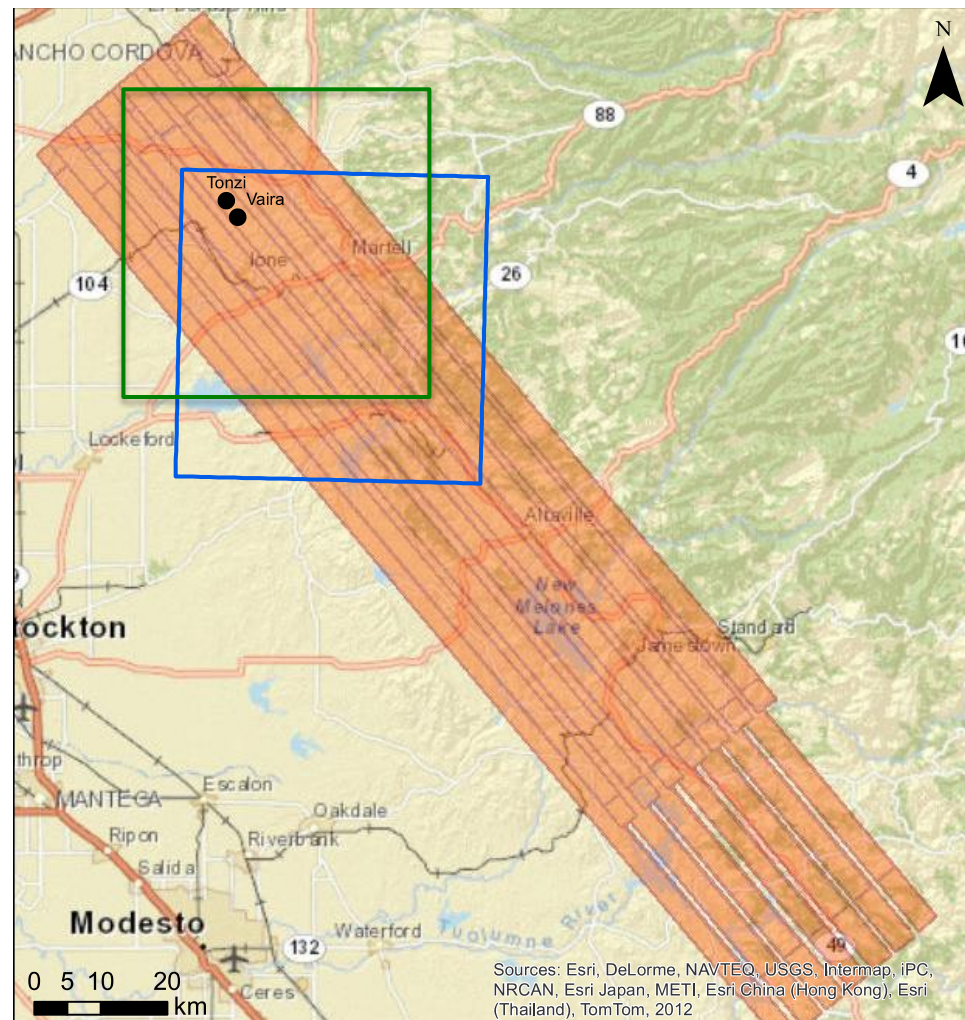 N
ANCHO CORDOVA
88
4
Tonzi
Vaira
Martell
Ione
26
104
Lockeford
Altaville
New
Melones
Lake
tockton
Standard
Jamestown
throp
Escalon
MANTECA
Oakdale
Ripon
Riverbank
Salida
River
Modesto
Waterford
Tuolumne
132
49
0 5 10 20
km
Ceres
Sources: Esri, DeLorme, NAVTEQ, USGS, Intermap, iPC,
NRCAN, Esri Japan, METI, Esri China (Hong Kong), Esri
(Thailand), TomTom, 2012